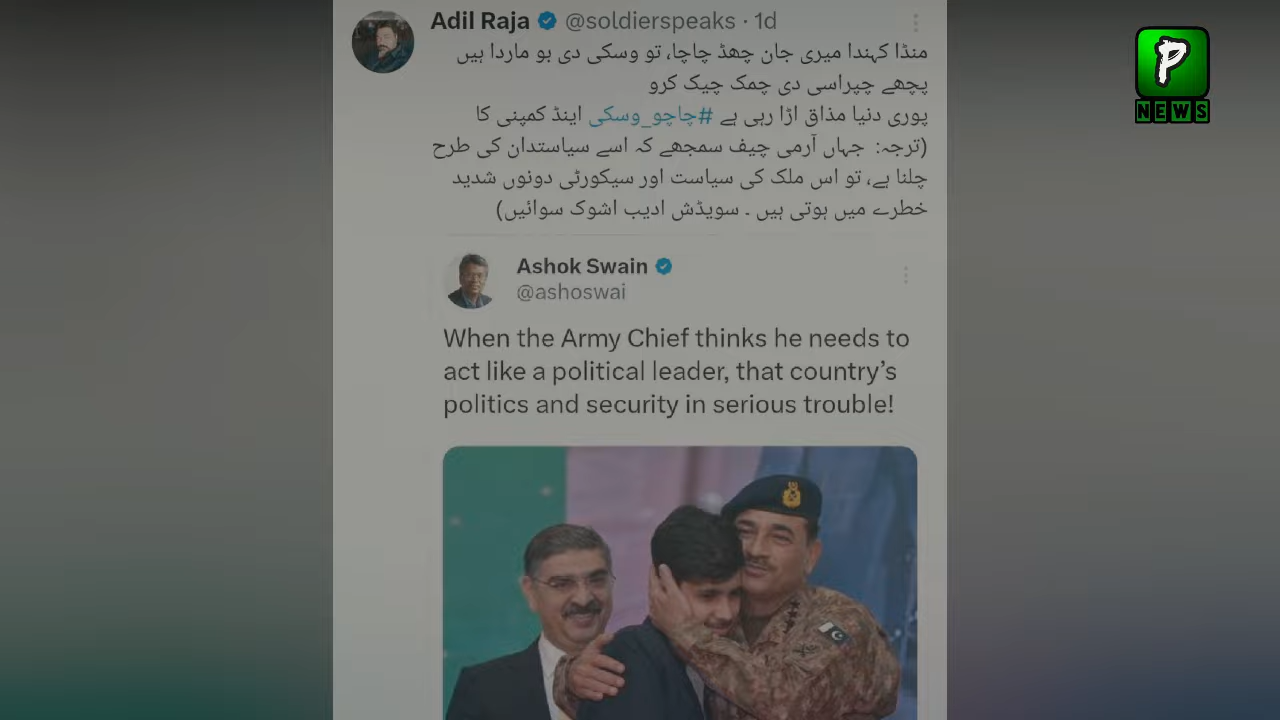 Adil Raja @soldierspeaks · 1d
منڈا کہندا میری جان چھڈ چاچا، تو وسکی دی بو ماردا ہیں
پچھے چپراسی دی چمک چیک کرو
پوری دنیا مذاق اڑا رہی ہے #چاچو_وسکی اینڈ کمپنی کا
(ترجہ: جہاں آرمی چیف سمجھے کہ اسے سیاستدان کی طرح
چلنا ہے، تو اس ملک کی سیاست اور سیکورٹی دونوں شدید
خطرے میں ہوتی ہیں ۔ سویڈش ادیب اشوک سوائیں)
Ashok Swain
@ashoswai
When the Army Chief thinks he needs to
act like a political leader, that country’s
politics and security in serious trouble!
P
NEWS